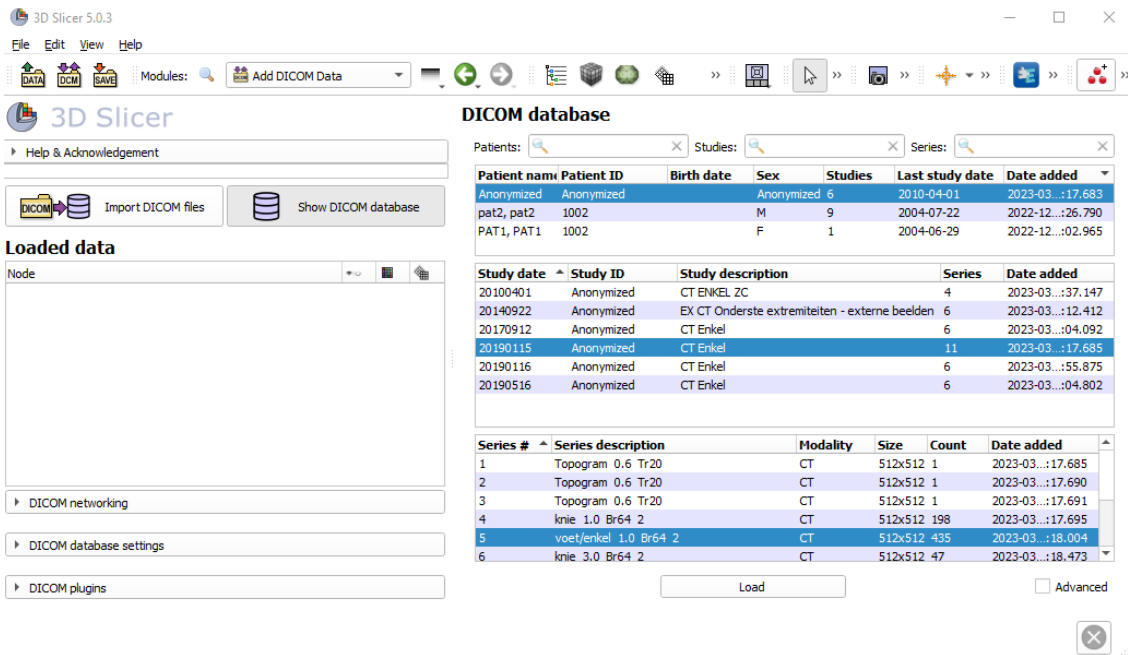 3D Slicer 5.0.3
File Edit View Help
DATA DCM SAVE Modules: Add DICOM Data
3D Slicer
Help & Acknowledgement
DICOM Import DICOM files Show DICOM database
Loaded data
Node
DICOM networking
DICOM database settings
DICOM plugins
DICOM database
Patients: Studies: Series:
Patient name Patient ID Birth date Sex Studies Last study date Date added
Anonymized Anonymized Anonymized 6 2010-04-01 2023-03...:17.683
pat2, pat2 1002 M 9 2004-07-22 2022-12...:26.790
PAT1, PAT1 1002 F 1 2004-06-29 2022-12...:02.965
Study date Study ID Study description Series Date added
20100401 Anonymized CT ENKEL ZC 4 2023-03...:37.147
20140922 Anonymized EX CT Onderste extremiteiten - externe beelden 6 2023-03...:12.412
20170912 Anonymized CT Enkel 6 2023-03...:04.092
20190115 Anonymized CT Enkel 11 2023-03...:17.685
20190116 Anonymized CT Enkel 6 2023-03...:55.875
20190516 Anonymized CT Enkel 6 2023-03...:04.802
Series # Series description Modality Size Count Date added
1 Topogram 0.6 Tr20 CT 512x512 1 2023-03...:17.685
2 Topogram 0.6 Tr20 CT 512x512 1 2023-03...:17.690
3 Topogram 0.6 Tr20 CT 512x512 1 2023-03...:17.691
4 knie 1.0 Br64 2 CT 512x512 198 2023-03...:17.695
5 voet/enkel 1.0 Br64 2 CT 512x512 435 2023-03...:18.004
6 knie 3.0 Br64 2 CT 512x512 47 2023-03...:18.473
Load Advanced